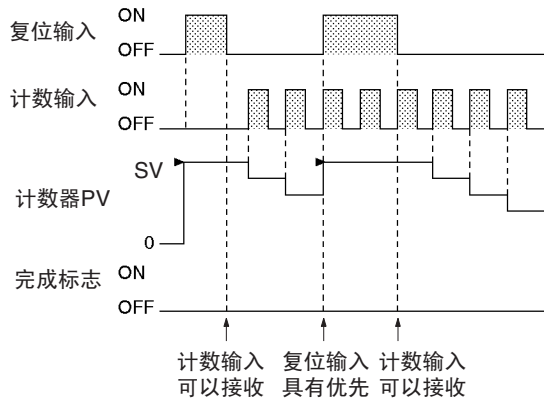 复位输入 ON
OFF
计数输入 ON
OFF
SV
计数器PV
0
完成标志 ON
OFF
计数输入 复位输入 计数输入
可以接收 具有优先 可以接收